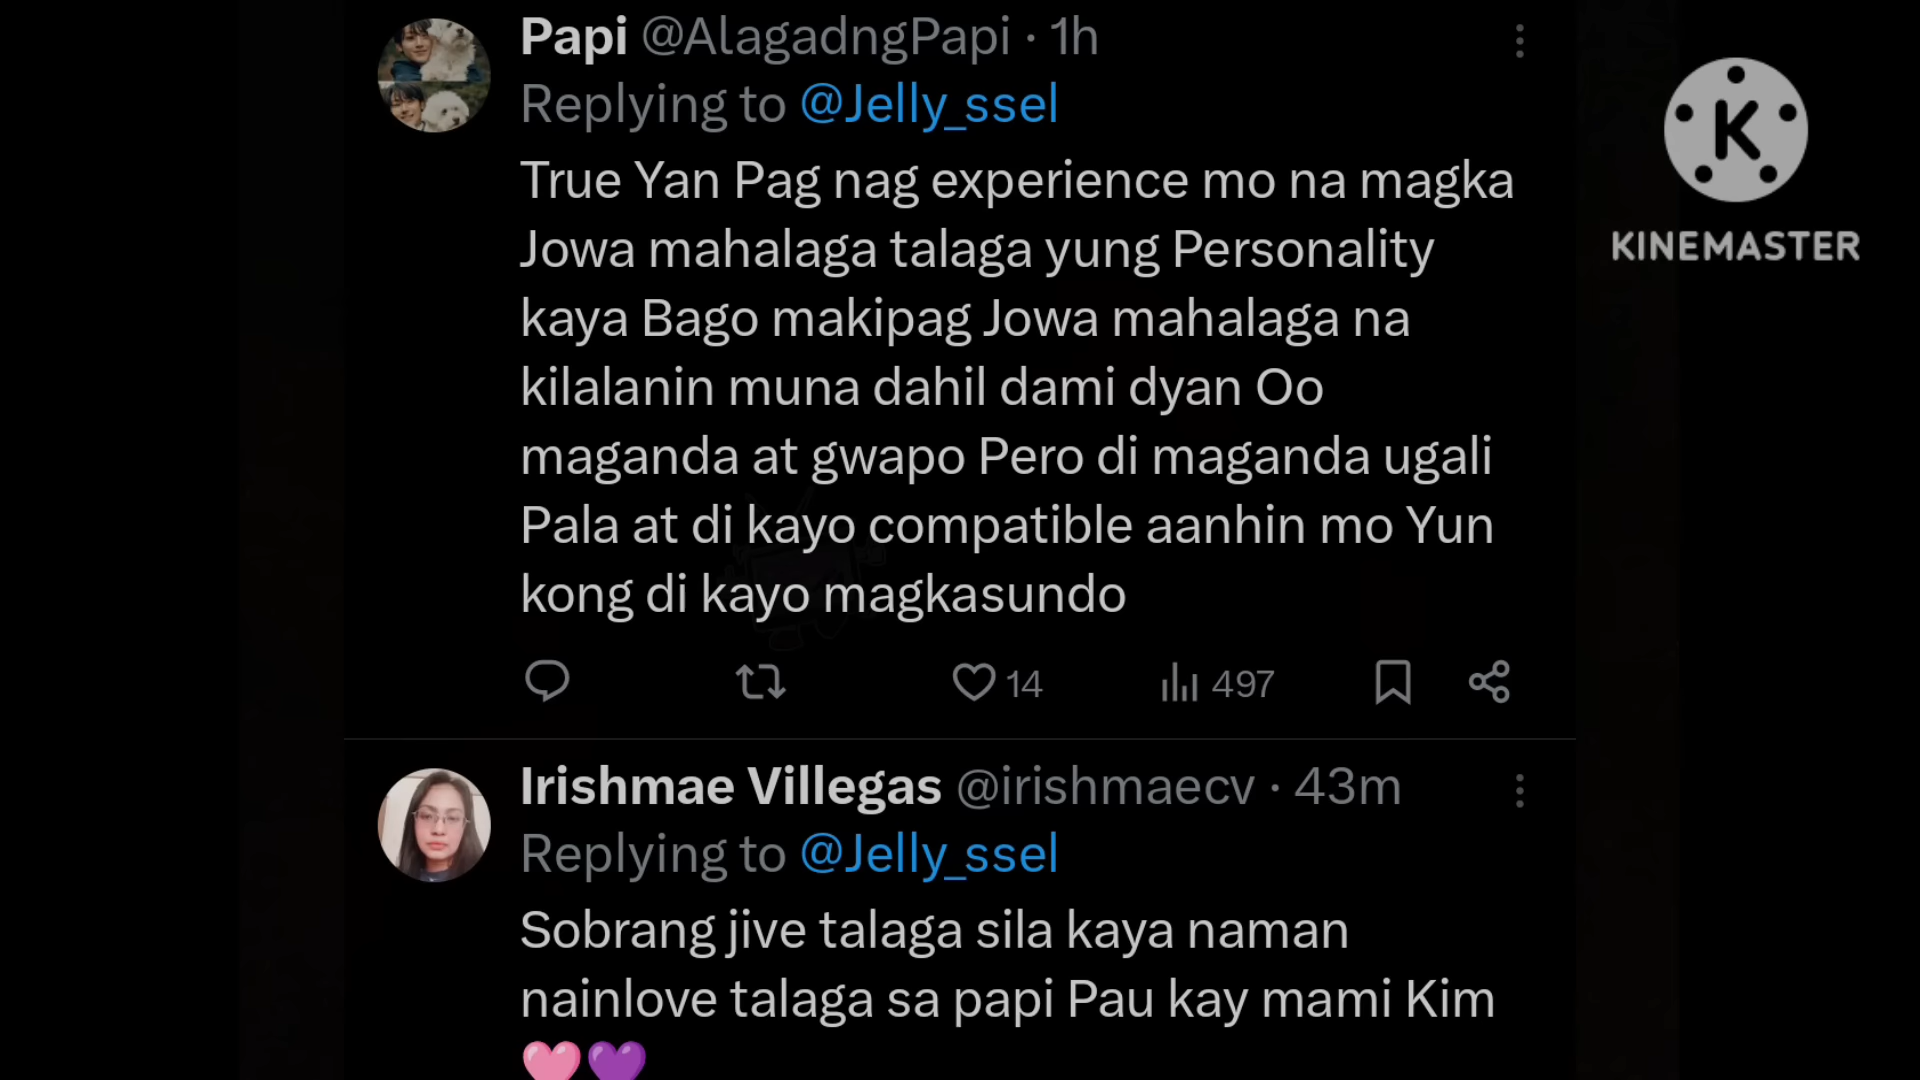 Papi @AlagadngPapi · 1h
Replying to @Jelly_ssel
True Yan Pag nag experience mo na magka
Jowa mahalaga talaga yung Personality
kaya Bago makipag Jowa mahalaga na
kilalanin muna dahil dami dyan Oo
maganda at gwapo Pero di maganda ugali
Pala at di kayo compatible aanhin mo Yun
kong di kayo magkasundo
14 497
K
KINEMASTER
Irishmae Villegas @irishmaecv · 43m
Replying to @Jelly_ssel
Sobrang jive talaga sila kaya naman
nainlove talaga sa papi Pau kay mami Kim
🩷💜